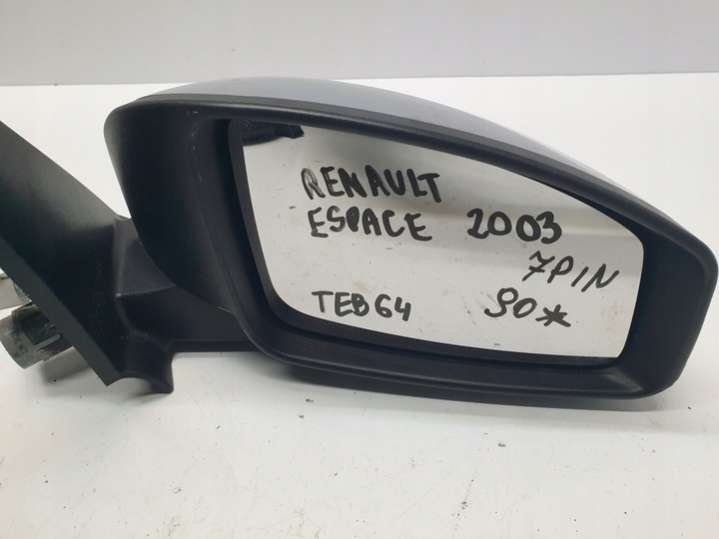 RENAULT
ESPACE 2003
7PIN
TEB64 90*